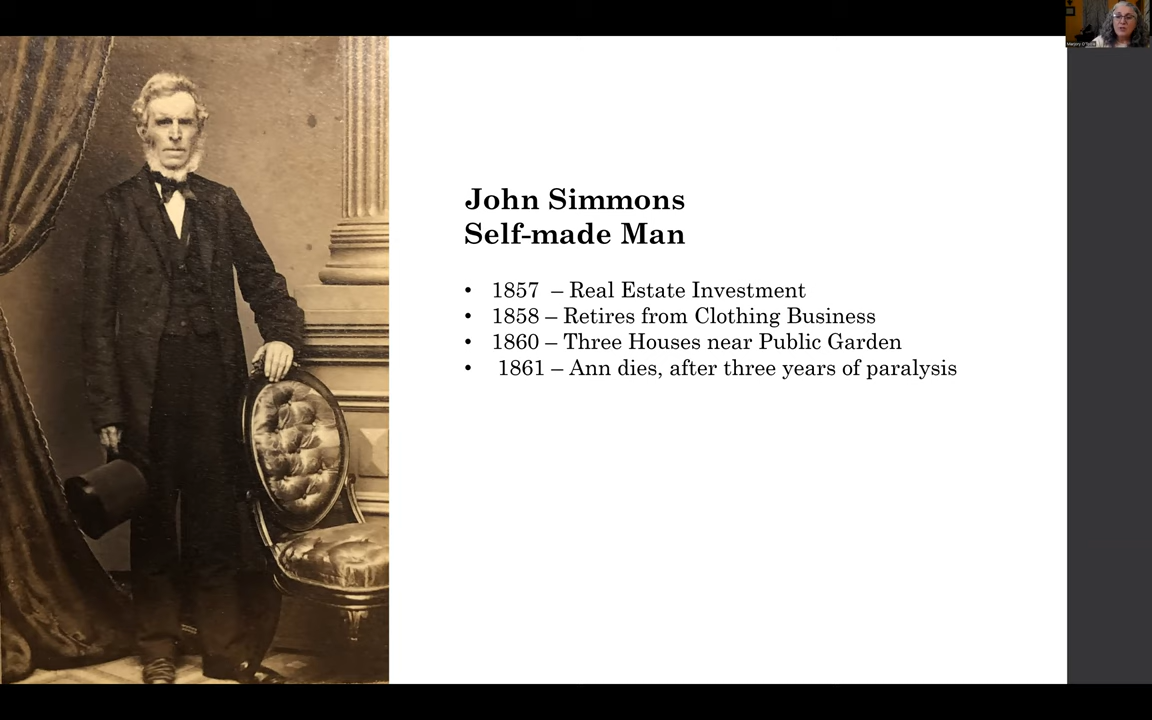 John Simmons
Self-made Man
• 1857 – Real Estate Investment
• 1858 – Retires from Clothing Business
• 1860 – Three Houses near Public Garden
• 1861 – Ann dies, after three years of paralysis